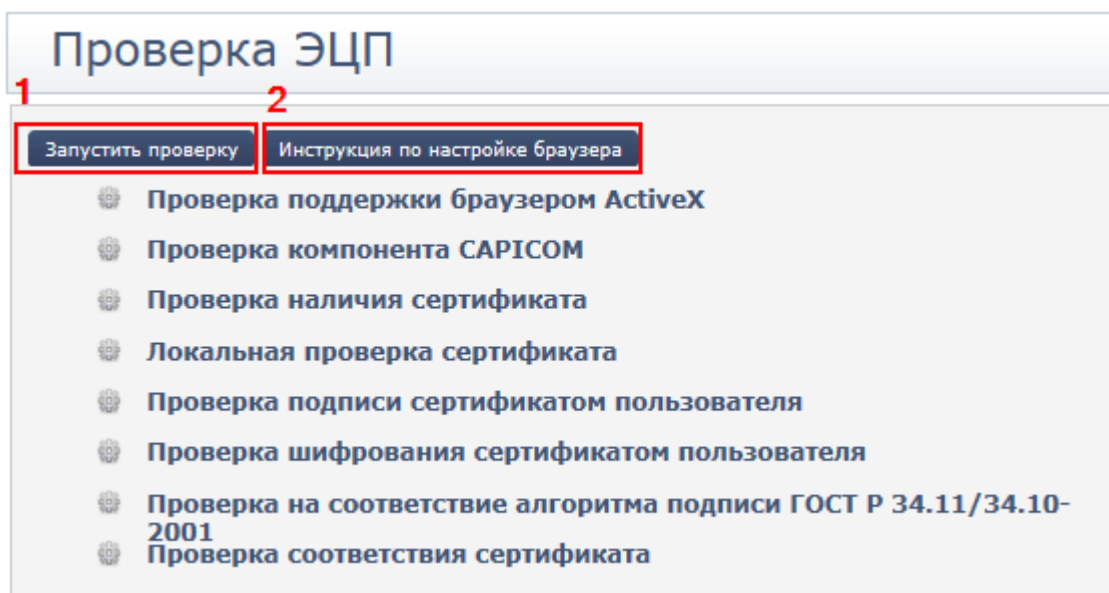 Проверка ЭЦП
1
2
Запустить проверку
Инструкция по настройке браузера
Проверка поддержки браузером ActiveX
Проверка компонента CAPICOM
Проверка наличия сертификата
Локальная проверка сертификата
Проверка подписи сертификатом пользователя
Проверка шифрования сертификатом пользователя
Проверка на соответствие алгоритма подписи ГОСТ Р 34.11/34.10-
2001
Проверка соответствия сертификата